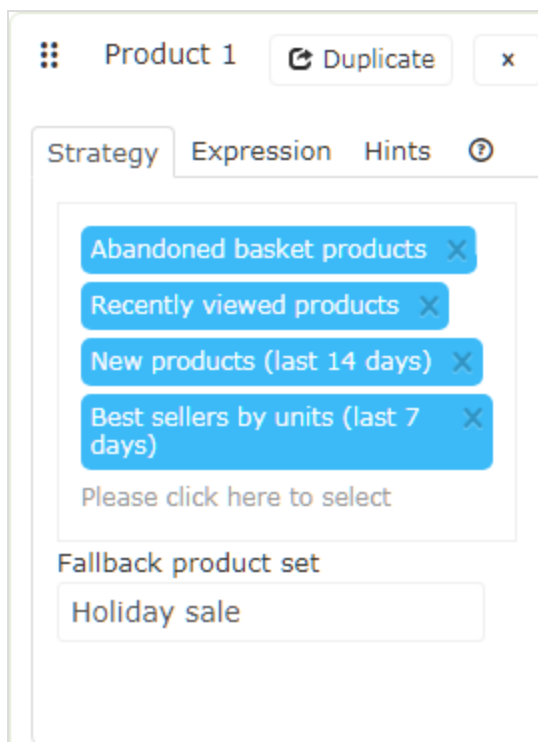 Product 1 Duplicate x
Strategy Expression Hints ?
Abandoned basket products x
Recently viewed products x
New products (last 14 days) x
Best sellers by units (last 7 x
days)
Please click here to select
Fallback product set
Holiday sale